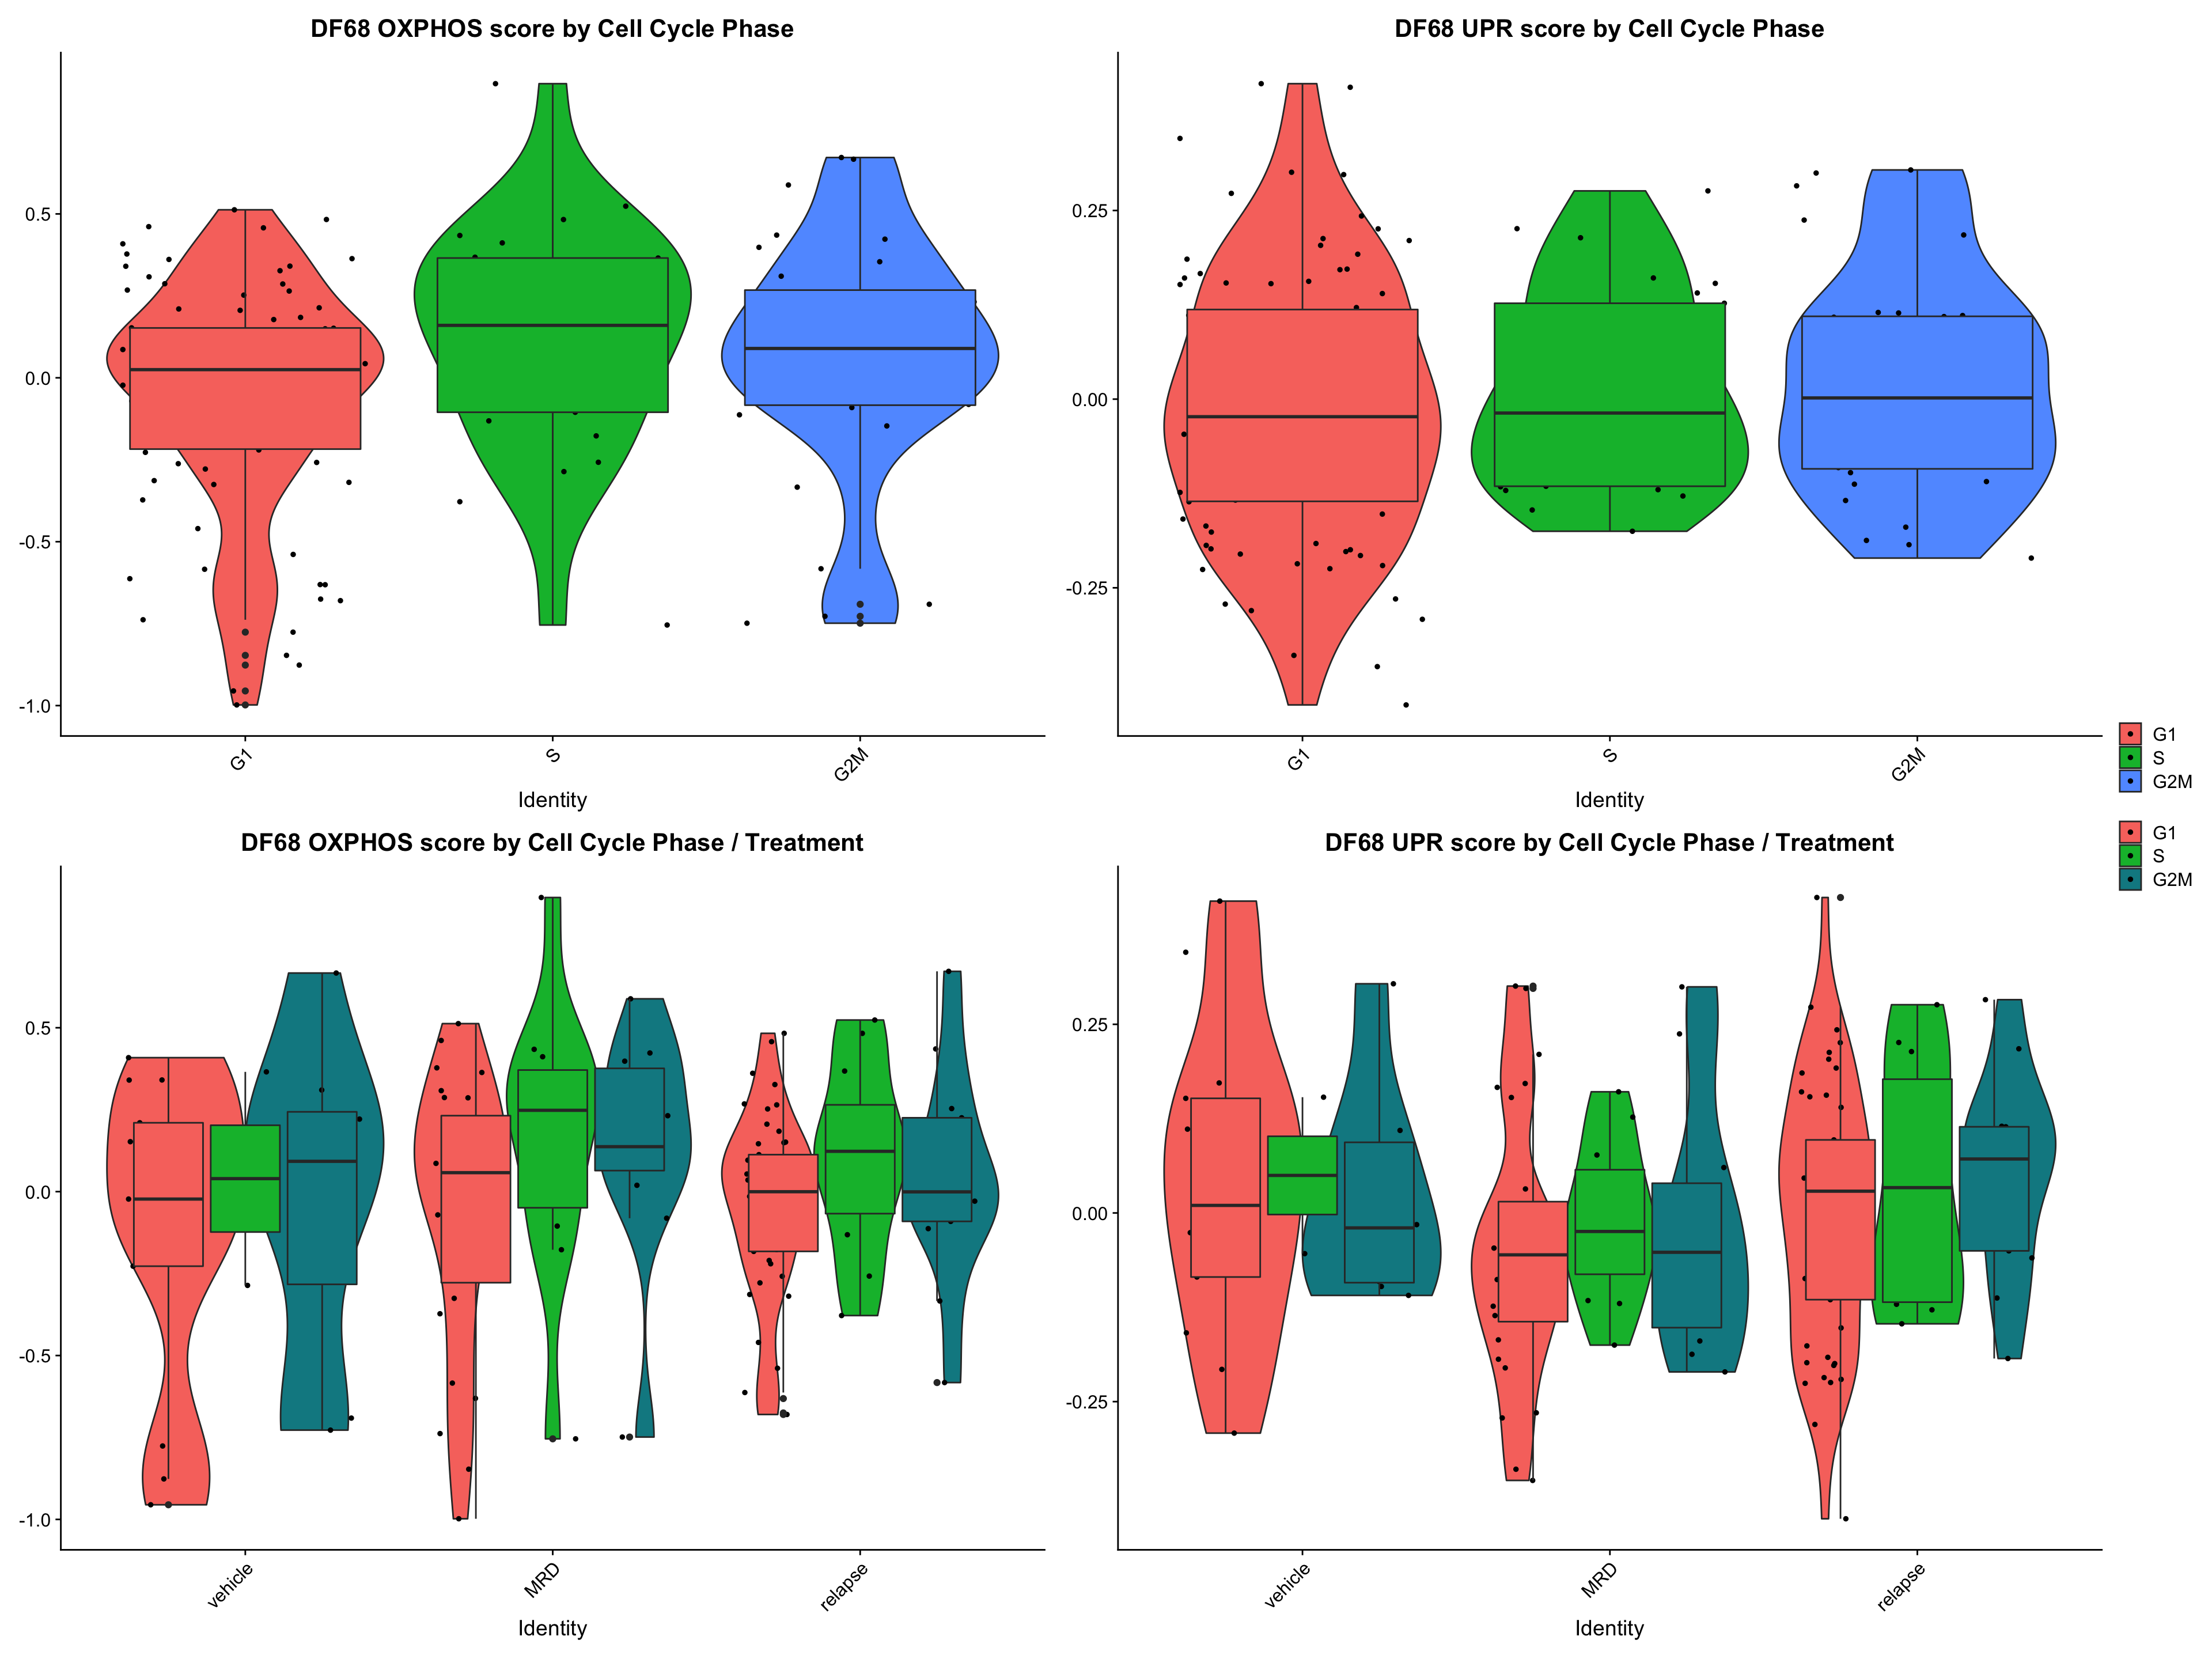 DF68 OXPHOS score by Cell Cycle Phase
0.5
0.0
-0.5
-1.0
G1
S
G2M
Identity
DF68 UPR score by Cell Cycle Phase
0.25
0.00
-0.25
G1
S
G2M
Identity
G1
S
G2M
G1
S
G2M
DF68 OXPHOS score by Cell Cycle Phase / Treatment
0.5
0.0
-0.5
-1.0
vehicle
MRD
relapse
Identity
DF68 UPR score by Cell Cycle Phase / Treatment
0.25
0.00
-0.25
vehicle
MRD
relapse
Identity